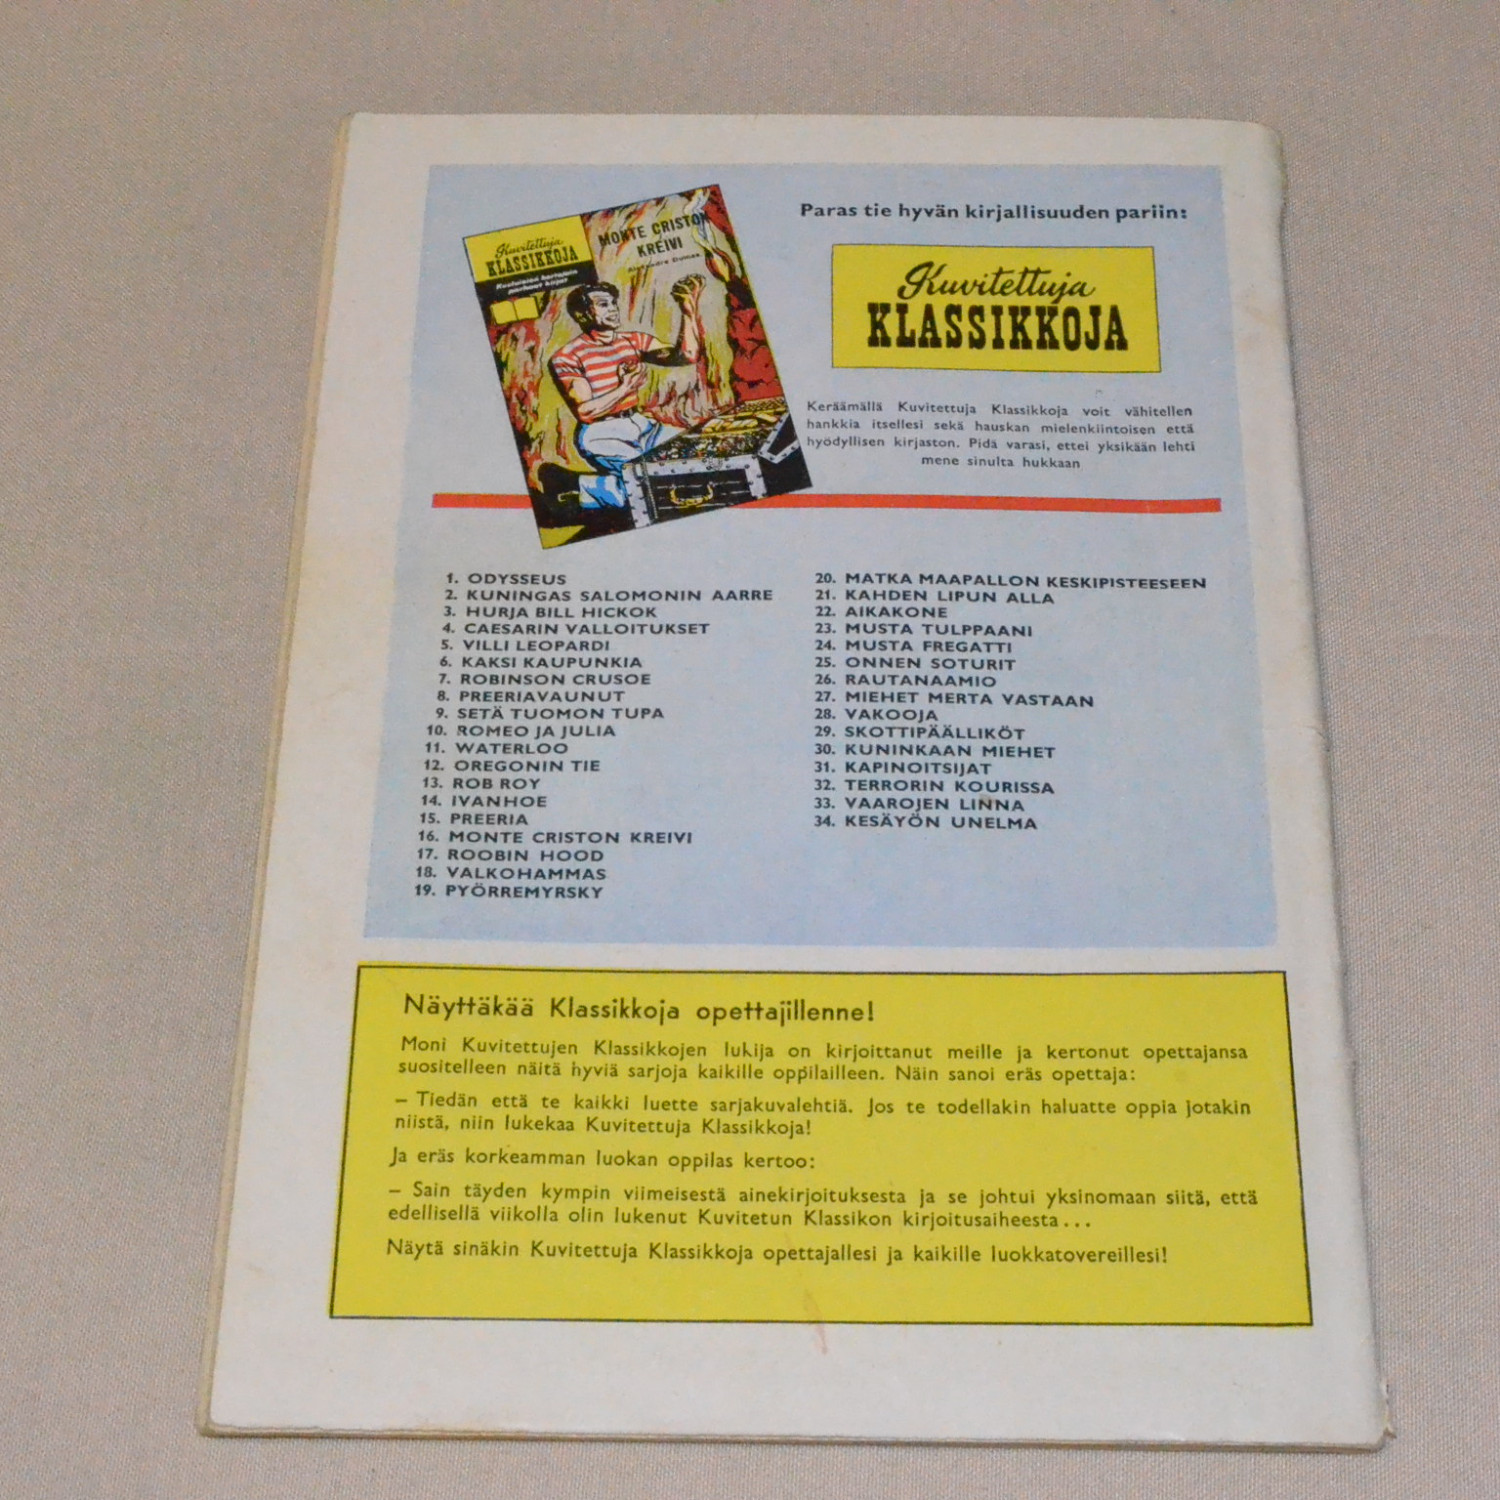 Paras tie hyvän kirjallisuuden pariin:
Kuvitettuja
KLASSIKKOJA
Kuvitettuja
KLASSIKKOJA
MONTE CRISTON
KREIVI
Alexandre Dumas
Keräämällä Kuvitettuja Klassikkoja voit vähitellen
hankkia itsellesi sekä hauskan mielenkiintoisen että
hyödyllisen kirjaston. Pidä varasi, ettei yksikään lehti
mene sinulta hukkaan
1. ODYSSEUS
2. KUNINGAS SALOMONIN AARRE
3. HURJA BILL HICKOK
4. CAESARIN VALLOITUKSET
5. VILLI LEOPARDI
6. KAKSI KAUPUNKIA
7. ROBINSON CRUSOE
8. PREERIAVAUNUT
9. SETÄ TUOMON TUPA
10. ROMEO JA JULIA
11. WATERLOO
12. OREGONIN TIE
13. ROB ROY
14. IVANHOE
15. PREERIA
16. MONTE CRISTON KREIVI
17. ROOBIN HOOD
18. VALKOHAMMAS
19. PYÖRREMYRSKY
20. MATKA MAAPALLON KESKIPISTEESEEN
21. KAHDEN LIPUN ALLA
22. AIKAKONE
23. MUSTA TULPPAANI
24. MUSTA FREGATTI
25. ONNEN SOTURIT
26. RAUTANAAMIO
27. MIEHET MERTA VASTAAN
28. VAKOOJA
29. SKOTTIPÄÄLLIKÖT
30. KUNINKAAN MIEHET
31. KAPINOITSIJAT
32. TERRORIN KOURISSA
33. VAAROJEN LINNA
34. KESÄYÖN UNELMA
Näyttäkää Klassikkoja opettajillenne!
Moni Kuvitettujen Klassikkojen lukija on kirjoittanut meille ja kertonut opettajansa
suositelleen näitä hyviä sarjoja kaikille oppilailleen. Näin sanoi eräs opettaja:
– Tiedän että te kaikki luette sarjakuvalehtiä. Jos te todellakin haluatte oppia jotakin
niistä, niin lukekaa Kuvitettuja Klassikkoja!
Ja eräs korkeamman luokan oppilas kertoo:
– Sain täyden kympin viimeisestä ainekirjoituksesta ja se johtui yksinomaan siitä, että
edellisellä viikolla olin lukenut Kuvitetun Klassikon kirjoitusaiheesta...
Näytä sinäkin Kuvitettuja Klassikkoja opettajallesi ja kaikille luokkatovereillesi!